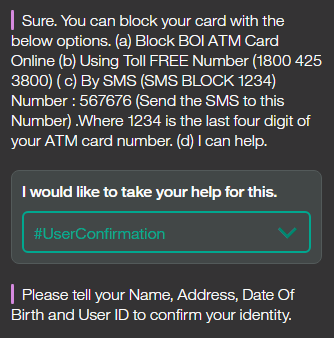 Sure. You can block your card with the
below options. (a) Block BOI ATM Card
Online (b) Using Toll FREE Number (1800 425
3800) ( c) By SMS (SMS BLOCK 1234)
Number : 567676 (Send the SMS to this
Number) .Where 1234 is the last four digit of
your ATM card number. (d) I can help.
I would like to take your help for this.
#UserConfirmation
Please tell your Name, Address, Date Of
Birth and User ID to confirm your identity.